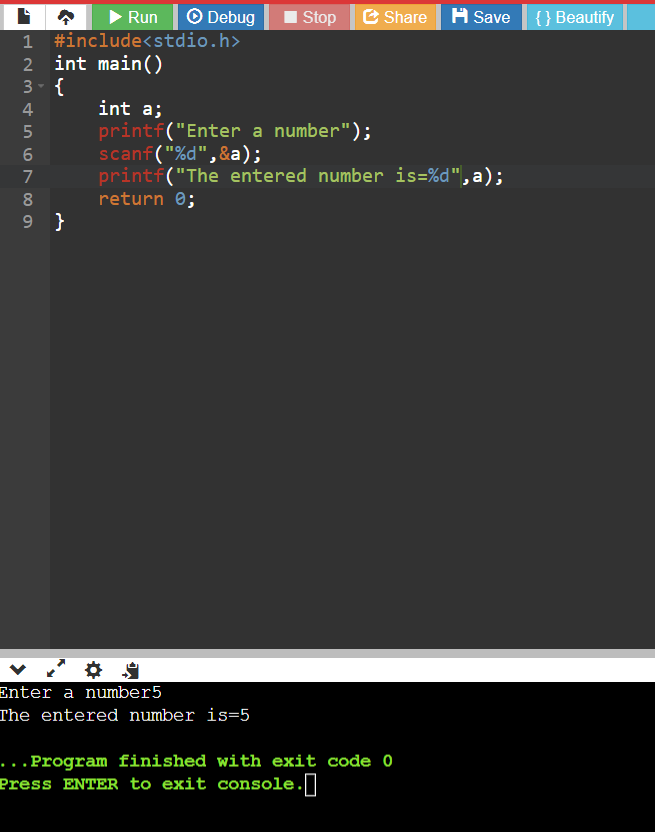 Run Debug Stop Share Save { } Beautify
1 #include<stdio.h>
2 int main()
3 {
4 int a;
5 printf("Enter a number");
6 scanf("%d",&a);
7 printf("The entered number is=%d",a);
8 return 0;
9 }
Enter a number5
The entered number is=5
...Program finished with exit code 0
Press ENTER to exit console.